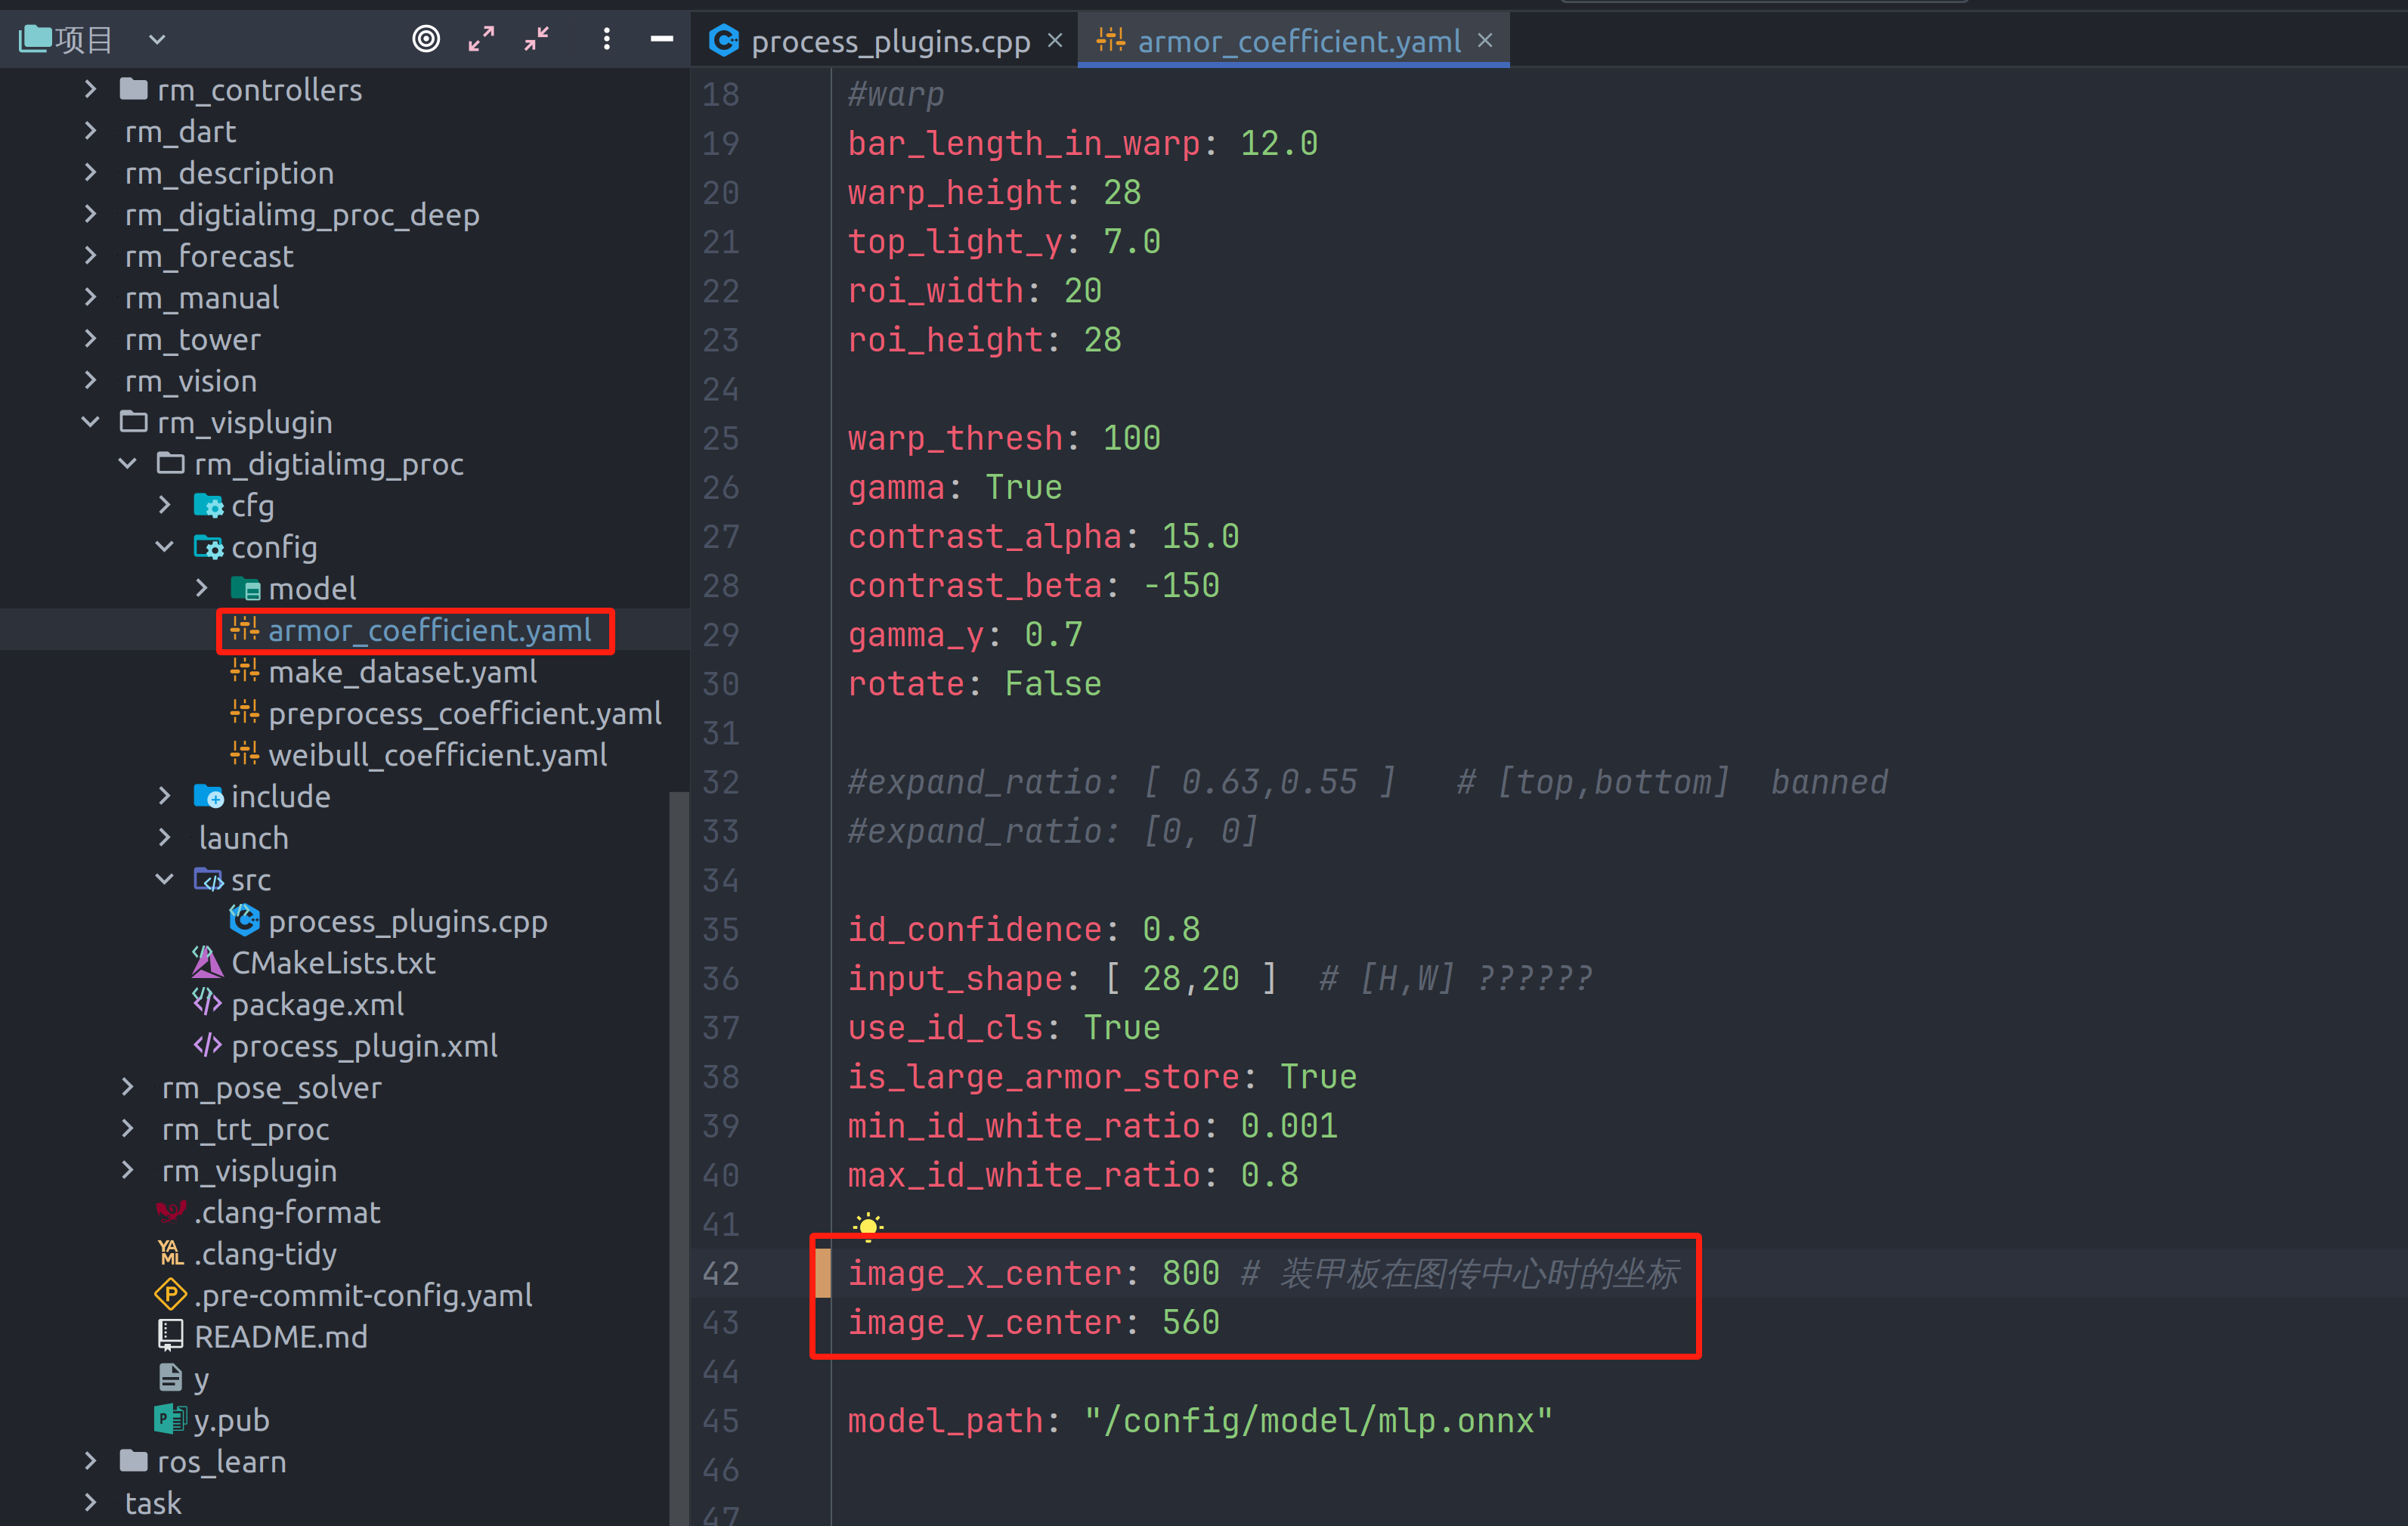 项目
process_plugins.cpp
armor_coefficient.yaml
rm_controllers
rm_dart
rm_description
rm_digtialimg_proc_deep
rm_forecast
rm_manual
rm_tower
rm_vision
rm_visplugin
rm_digtialimg_proc
cfg
config
model
armor_coefficient.yaml
make_dataset.yaml
preprocess_coefficient.yaml
weibull_coefficient.yaml
include
launch
src
process_plugins.cpp
CMakeLists.txt
package.xml
process_plugin.xml
rm_pose_solver
rm_trt_proc
rm_visplugin
.clang-format
.clang-tidy
.pre-commit-config.yaml
README.md
y
y.pub
ros_learn
task
18 #warp
19 bar_length_in_warp: 12.0
20 warp_height: 28
21 top_light_y: 7.0
22 roi_width: 20
23 roi_height: 28
24
25 warp_thresh: 100
26 gamma: True
27 contrast_alpha: 15.0
28 contrast_beta: -150
29 gamma_y: 0.7
30 rotate: False
31
32 #expand_ratio: [ 0.63,0.55 ]   # [top,bottom]  banned
33 #expand_ratio: [0, 0]
34
35 id_confidence: 0.8
36 input_shape: [ 28,20 ]  # [H,W] ??????
37 use_id_cls: True
38 is_large_armor_store: True
39 min_id_white_ratio: 0.001
40 max_id_white_ratio: 0.8
41
42 image_x_center: 800 # 装甲板在图传中心时的坐标
43 image_y_center: 560
44
45 model_path: "/config/model/mlp.onnx"
46
47